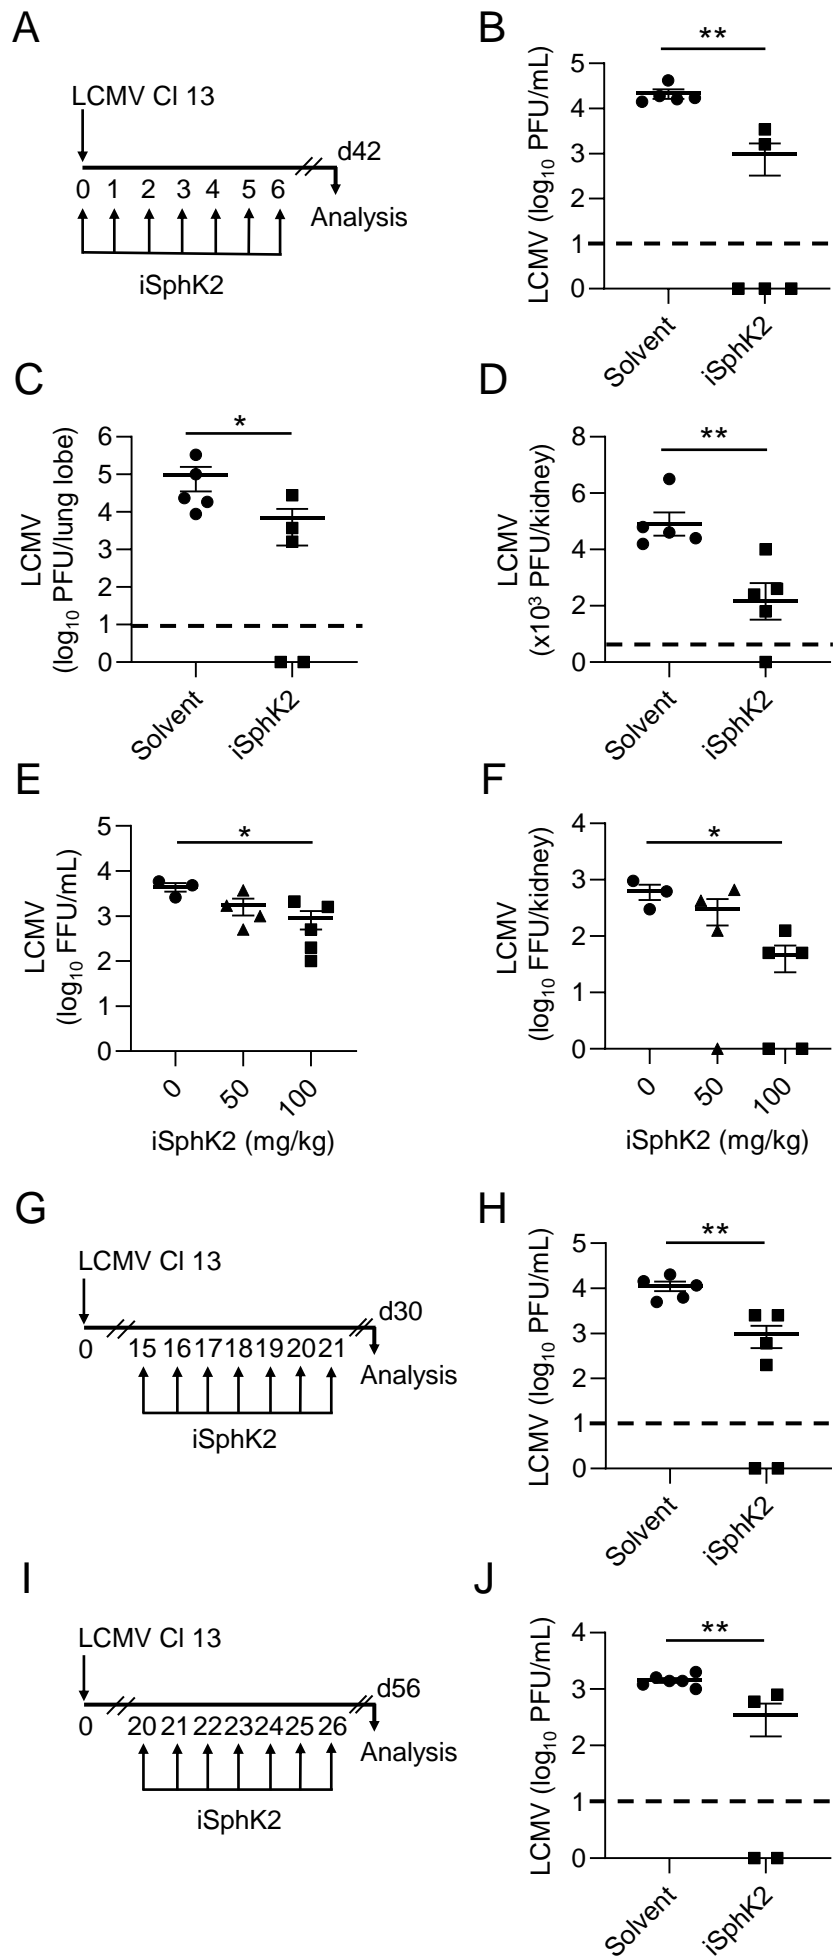 A
LCMV Cl 13
d42
0 1 2 3 4 5 6
Analysis
iSphK2
B
**
LCMV (log10 PFU/mL)
5
4
3
2
1
0
Solvent
iSphK2
C
*
LCMV
(log10 PFU/lung lobe)
6
5
4
3
2
1
0
Solvent
iSphK2
D
**
LCMV
(x10³ PFU/kidney)
8
6
4
2
0
Solvent
iSphK2
E
*
LCMV
(log10 FFU/mL)
5
4
3
2
1
0
0
50
100
iSphK2 (mg/kg)
F
*
LCMV
(log10 FFU/kidney)
4
3
2
1
0
0
50
100
iSphK2 (mg/kg)
G
LCMV Cl 13
d30
0 15 16 17 18 19 20 21
Analysis
iSphK2
H
**
LCMV (log10 PFU/mL)
5
4
3
2
1
0
Solvent
iSphK2
I
LCMV Cl 13
d56
0 20 21 22 23 24 25 26
Analysis
iSphK2
J
**
LCMV (log10 PFU/mL)
4
3
2
1
0
Solvent
iSphK2